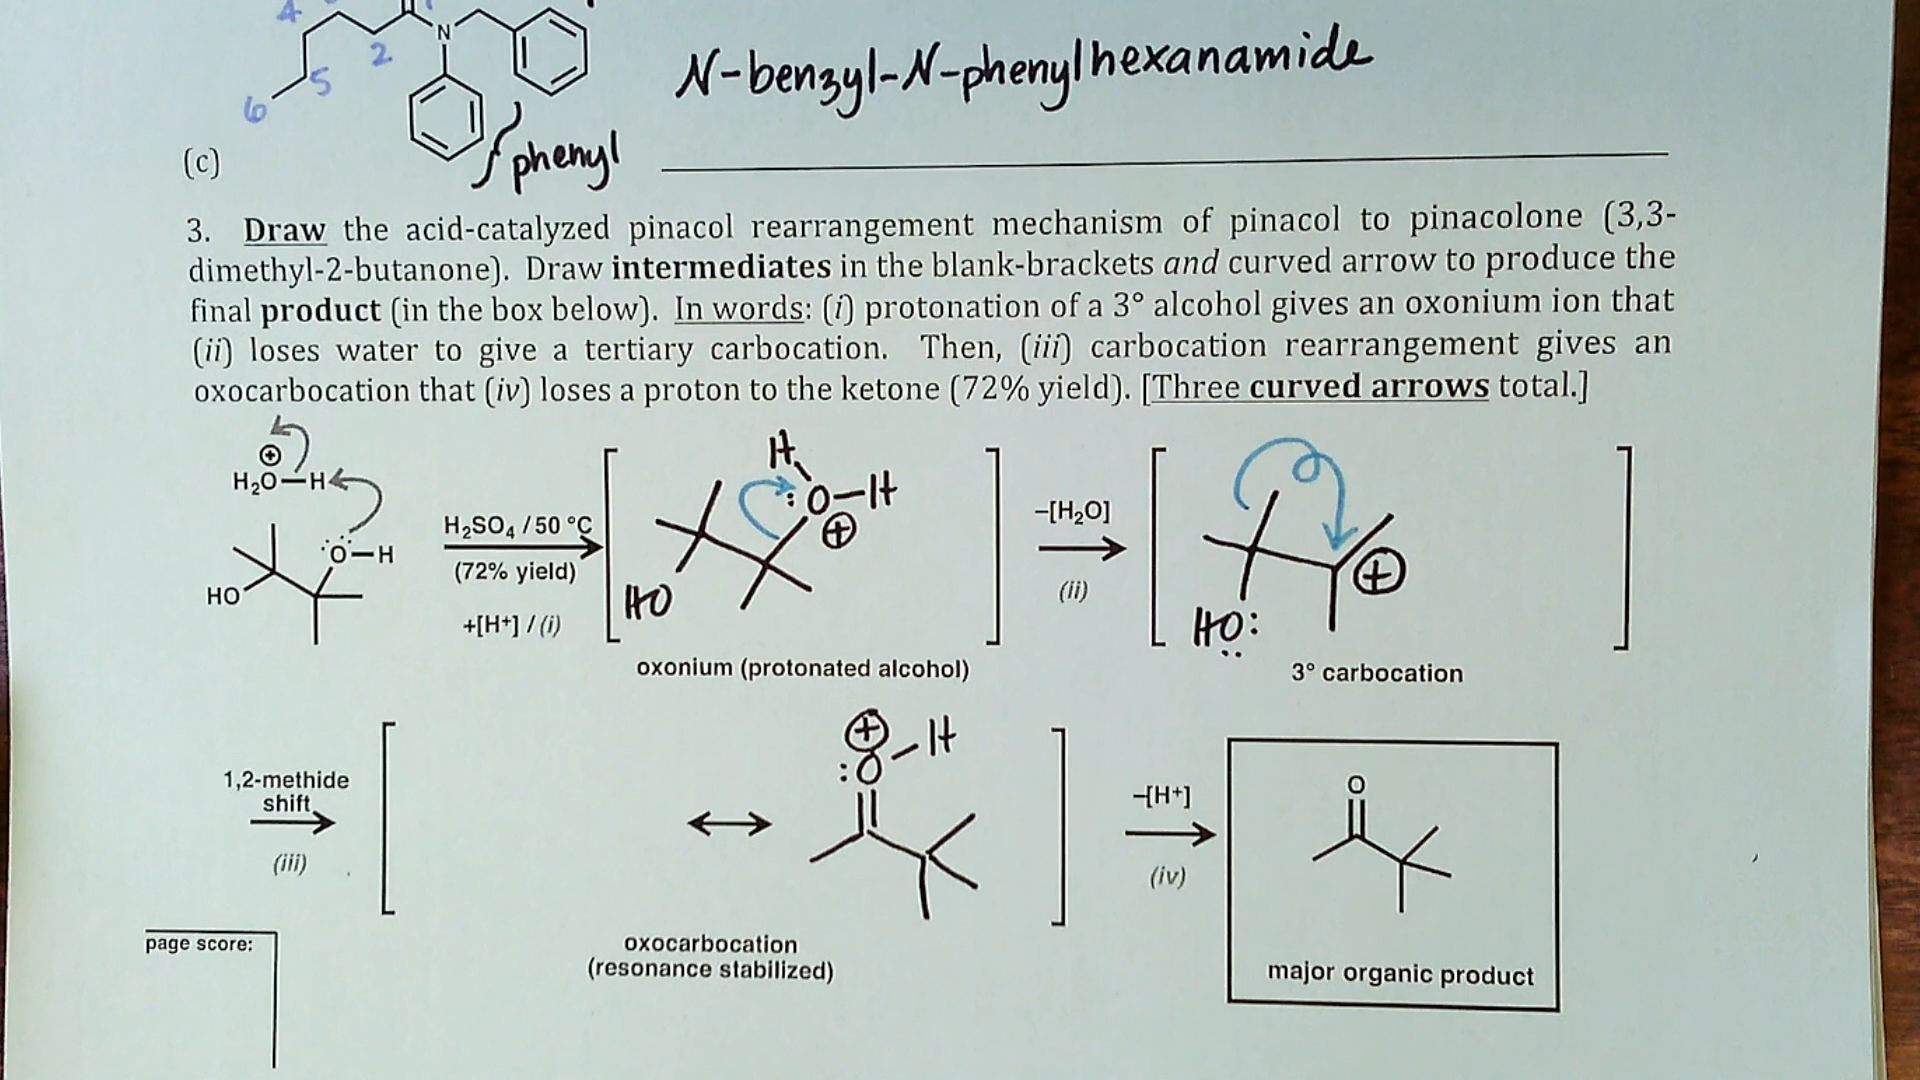 4
2
5
6
N
N-benzyl-N-phenylhexanamide
(c)
phenyl
3. Draw the acid-catalyzed pinacol rearrangement mechanism of pinacol to pinacolone (3,3-
dimethyl-2-butanone). Draw intermediates in the blank-brackets and curved arrow to produce the
final product (in the box below). In words: (i) protonation of a 3° alcohol gives an oxonium ion that
(ii) loses water to give a tertiary carbocation. Then, (iii) carbocation rearrangement gives an
oxocarbocation that (iv) loses a proton to the ketone (72% yield). [Three curved arrows total.]
⊕
H₂O—H
:Ö—H
HO
H₂SO₄ / 50 °C
(72% yield)
+[H⁺] / (i)
H
:O—H
⊕
HO
oxonium (protonated alcohol)
–[H₂O]
(ii)
⊕
HO:
3° carbocation
1,2-methide
shift
(iii)
⊕
:O–H
oxocarbocation
(resonance stabilized)
–[H⁺]
(iv)
O
major organic product
page score: